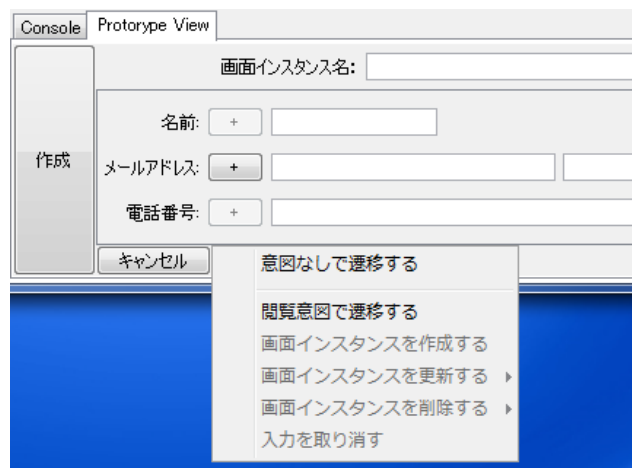 Console Protorype View
画面インスタンス名:
作成
名前: +
メールアドレス: +
電話番号: +
キャンセル
意図なしで遷移する
閲覧意図で遷移する
画面インスタンスを作成する
画面インスタンスを更新する
画面インスタンスを削除する
入力を取り消す